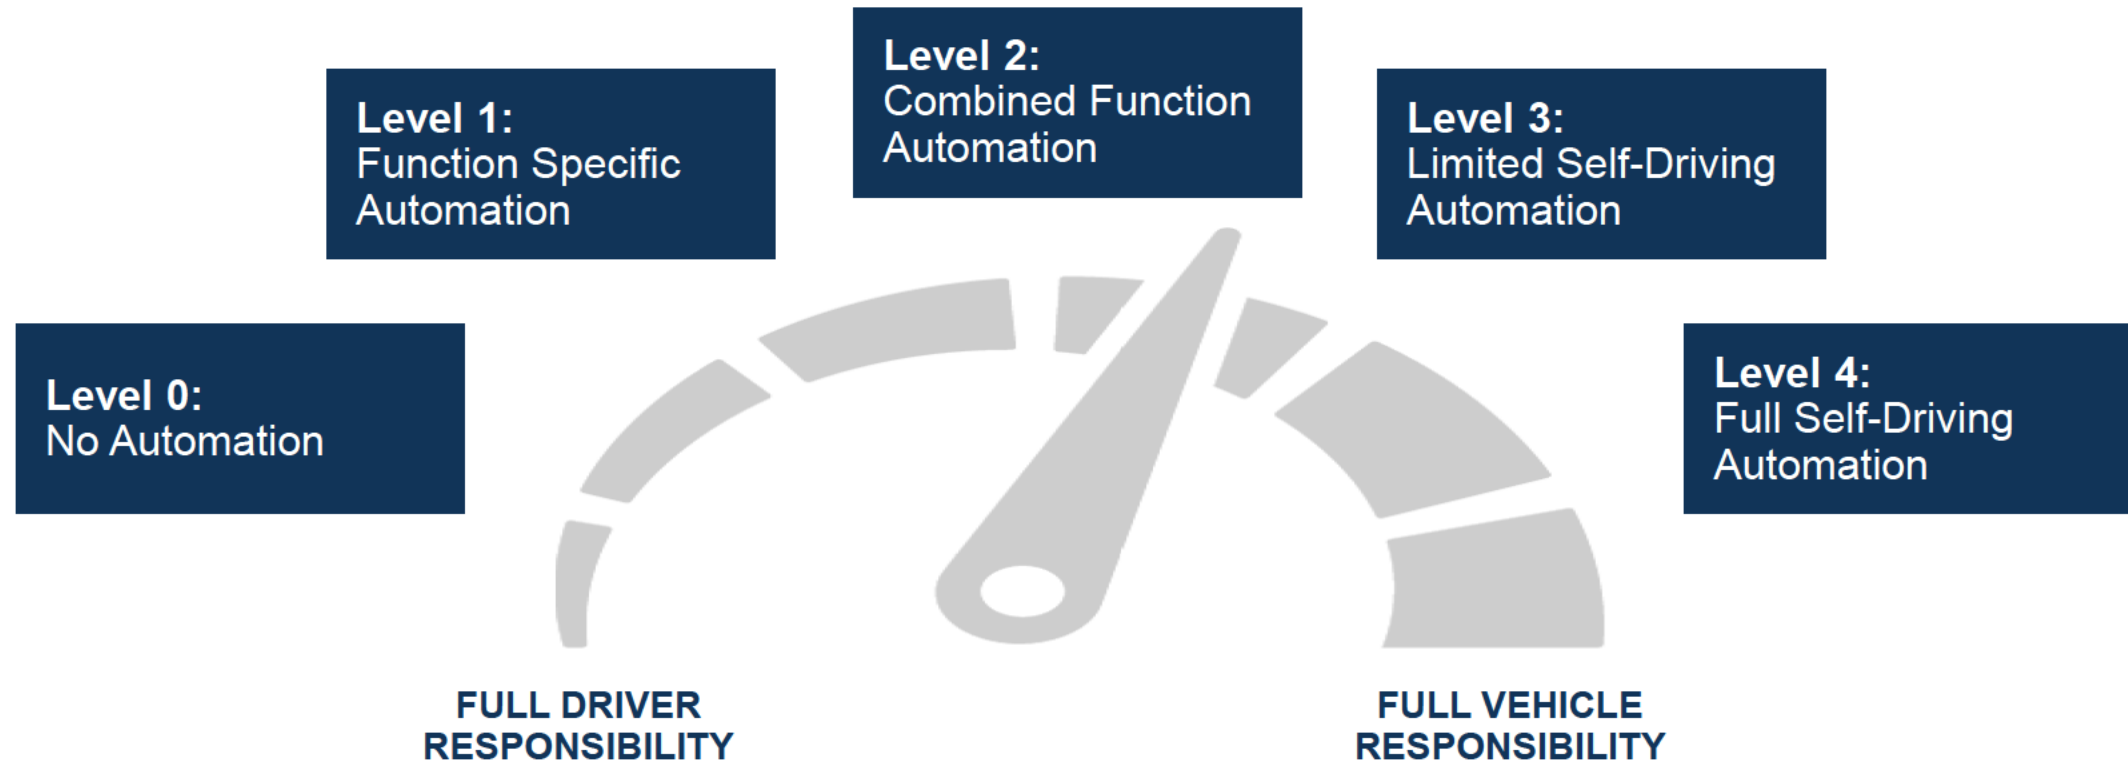 Level 0:
No Automation
Level 1:
Function Specific
Automation
Level 2:
Combined Function
Automation
Level 3:
Limited Self-Driving
Automation
Level 4:
Full Self-Driving
Automation
FULL DRIVER
RESPONSIBILITY
FULL VEHICLE
RESPONSIBILITY